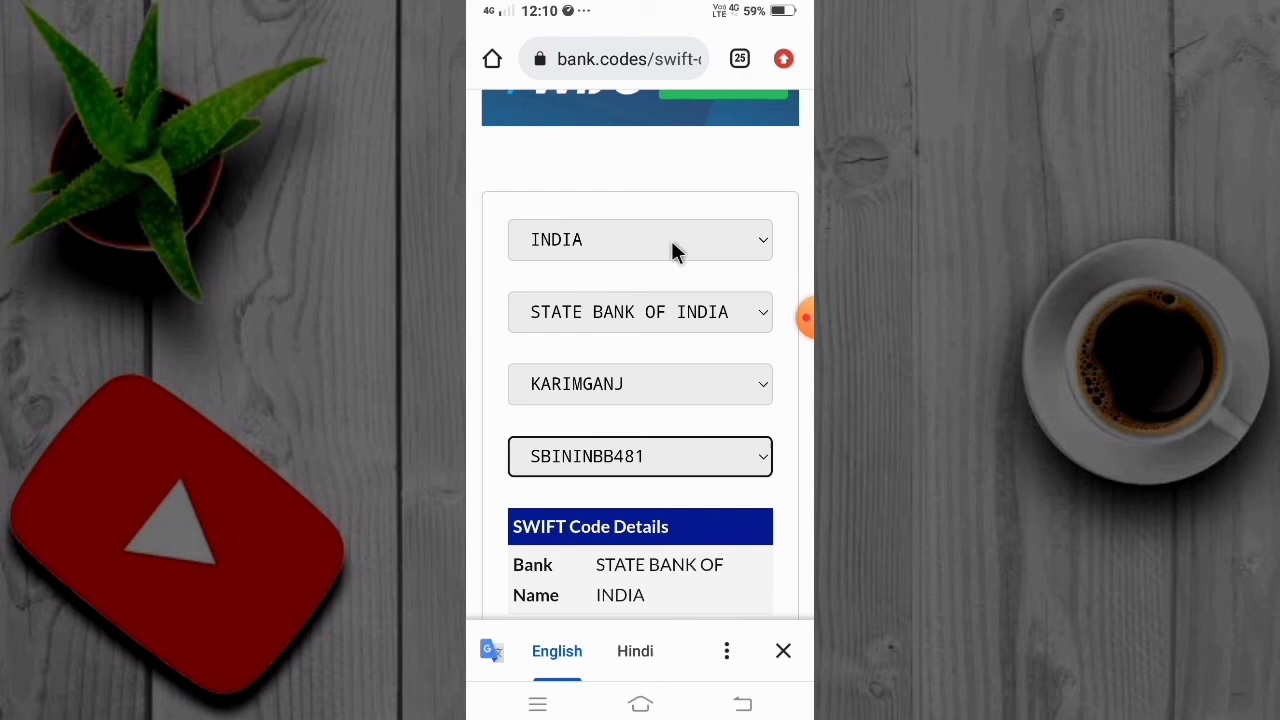 4G 12:10 ... Vo)) 4G LTE 59%
bank.codes/swift-c 25
INDIA
STATE BANK OF INDIA
KARIMGANJ
SBININBB481
SWIFT Code Details
Bank Name STATE BANK OF INDIA
English Hindi